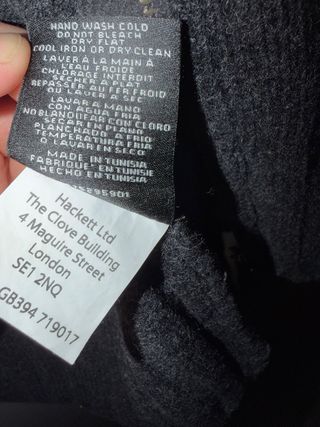 HAND WASH COLD
DO NOT BLEACH
DRY FLAT
COOL IRON OR DRY CLEAN
LAVER À LA MAIN À
L'EAU FROIDE
CHLORAGE INTERDIT
SÉCHER À PLAT
REPASSER AU FER FROID
OU LAVER À SEC
LAVAR A MANO
CON AGUA FRIA
NO BLANQUEAR CON CLORO
SECAR EN PLANO
PLANCHADO A
TEMPERATURA FRIA
O LAVAR EN SECO
MADE IN TUNISIA
FABRIQUE EN TUNISIE
HECHO EN TUNISIA
Hackett Ltd
The Clove Building
4 Maguire Street
London
SE1 2NQ
GB394 719017